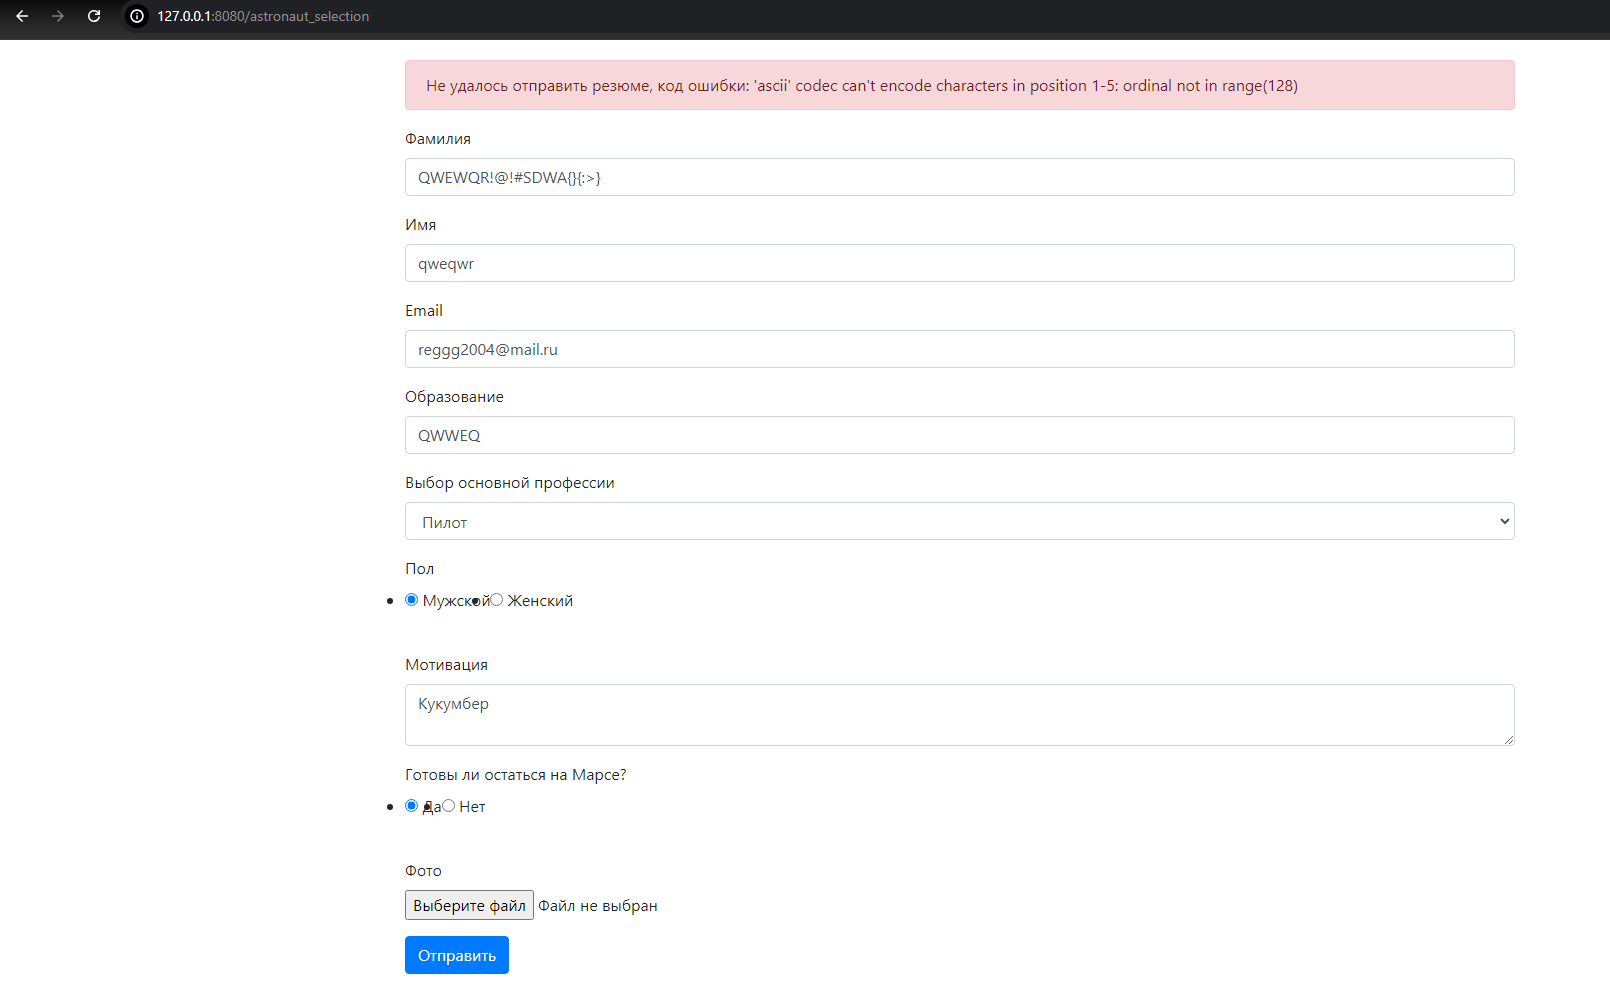 127.0.0.1:8080/astronaut_selection
Не удалось отправить резюме, код ошибки: 'ascii' codec can't encode characters in position 1-5: ordinal not in range(128)
Фамилия
QWEWQR!@!#SDWA{}{:>}
Имя
qweqwr
Email
reggg2004@mail.ru
Образование
QWWEQ
Выбор основной профессии
Пилот
Пол
Мужской Женский
Мотивация
Кукумбер
Готовы ли остаться на Марсе?
Да Нет
Фото
Выберите файл Файл не выбран
Отправить